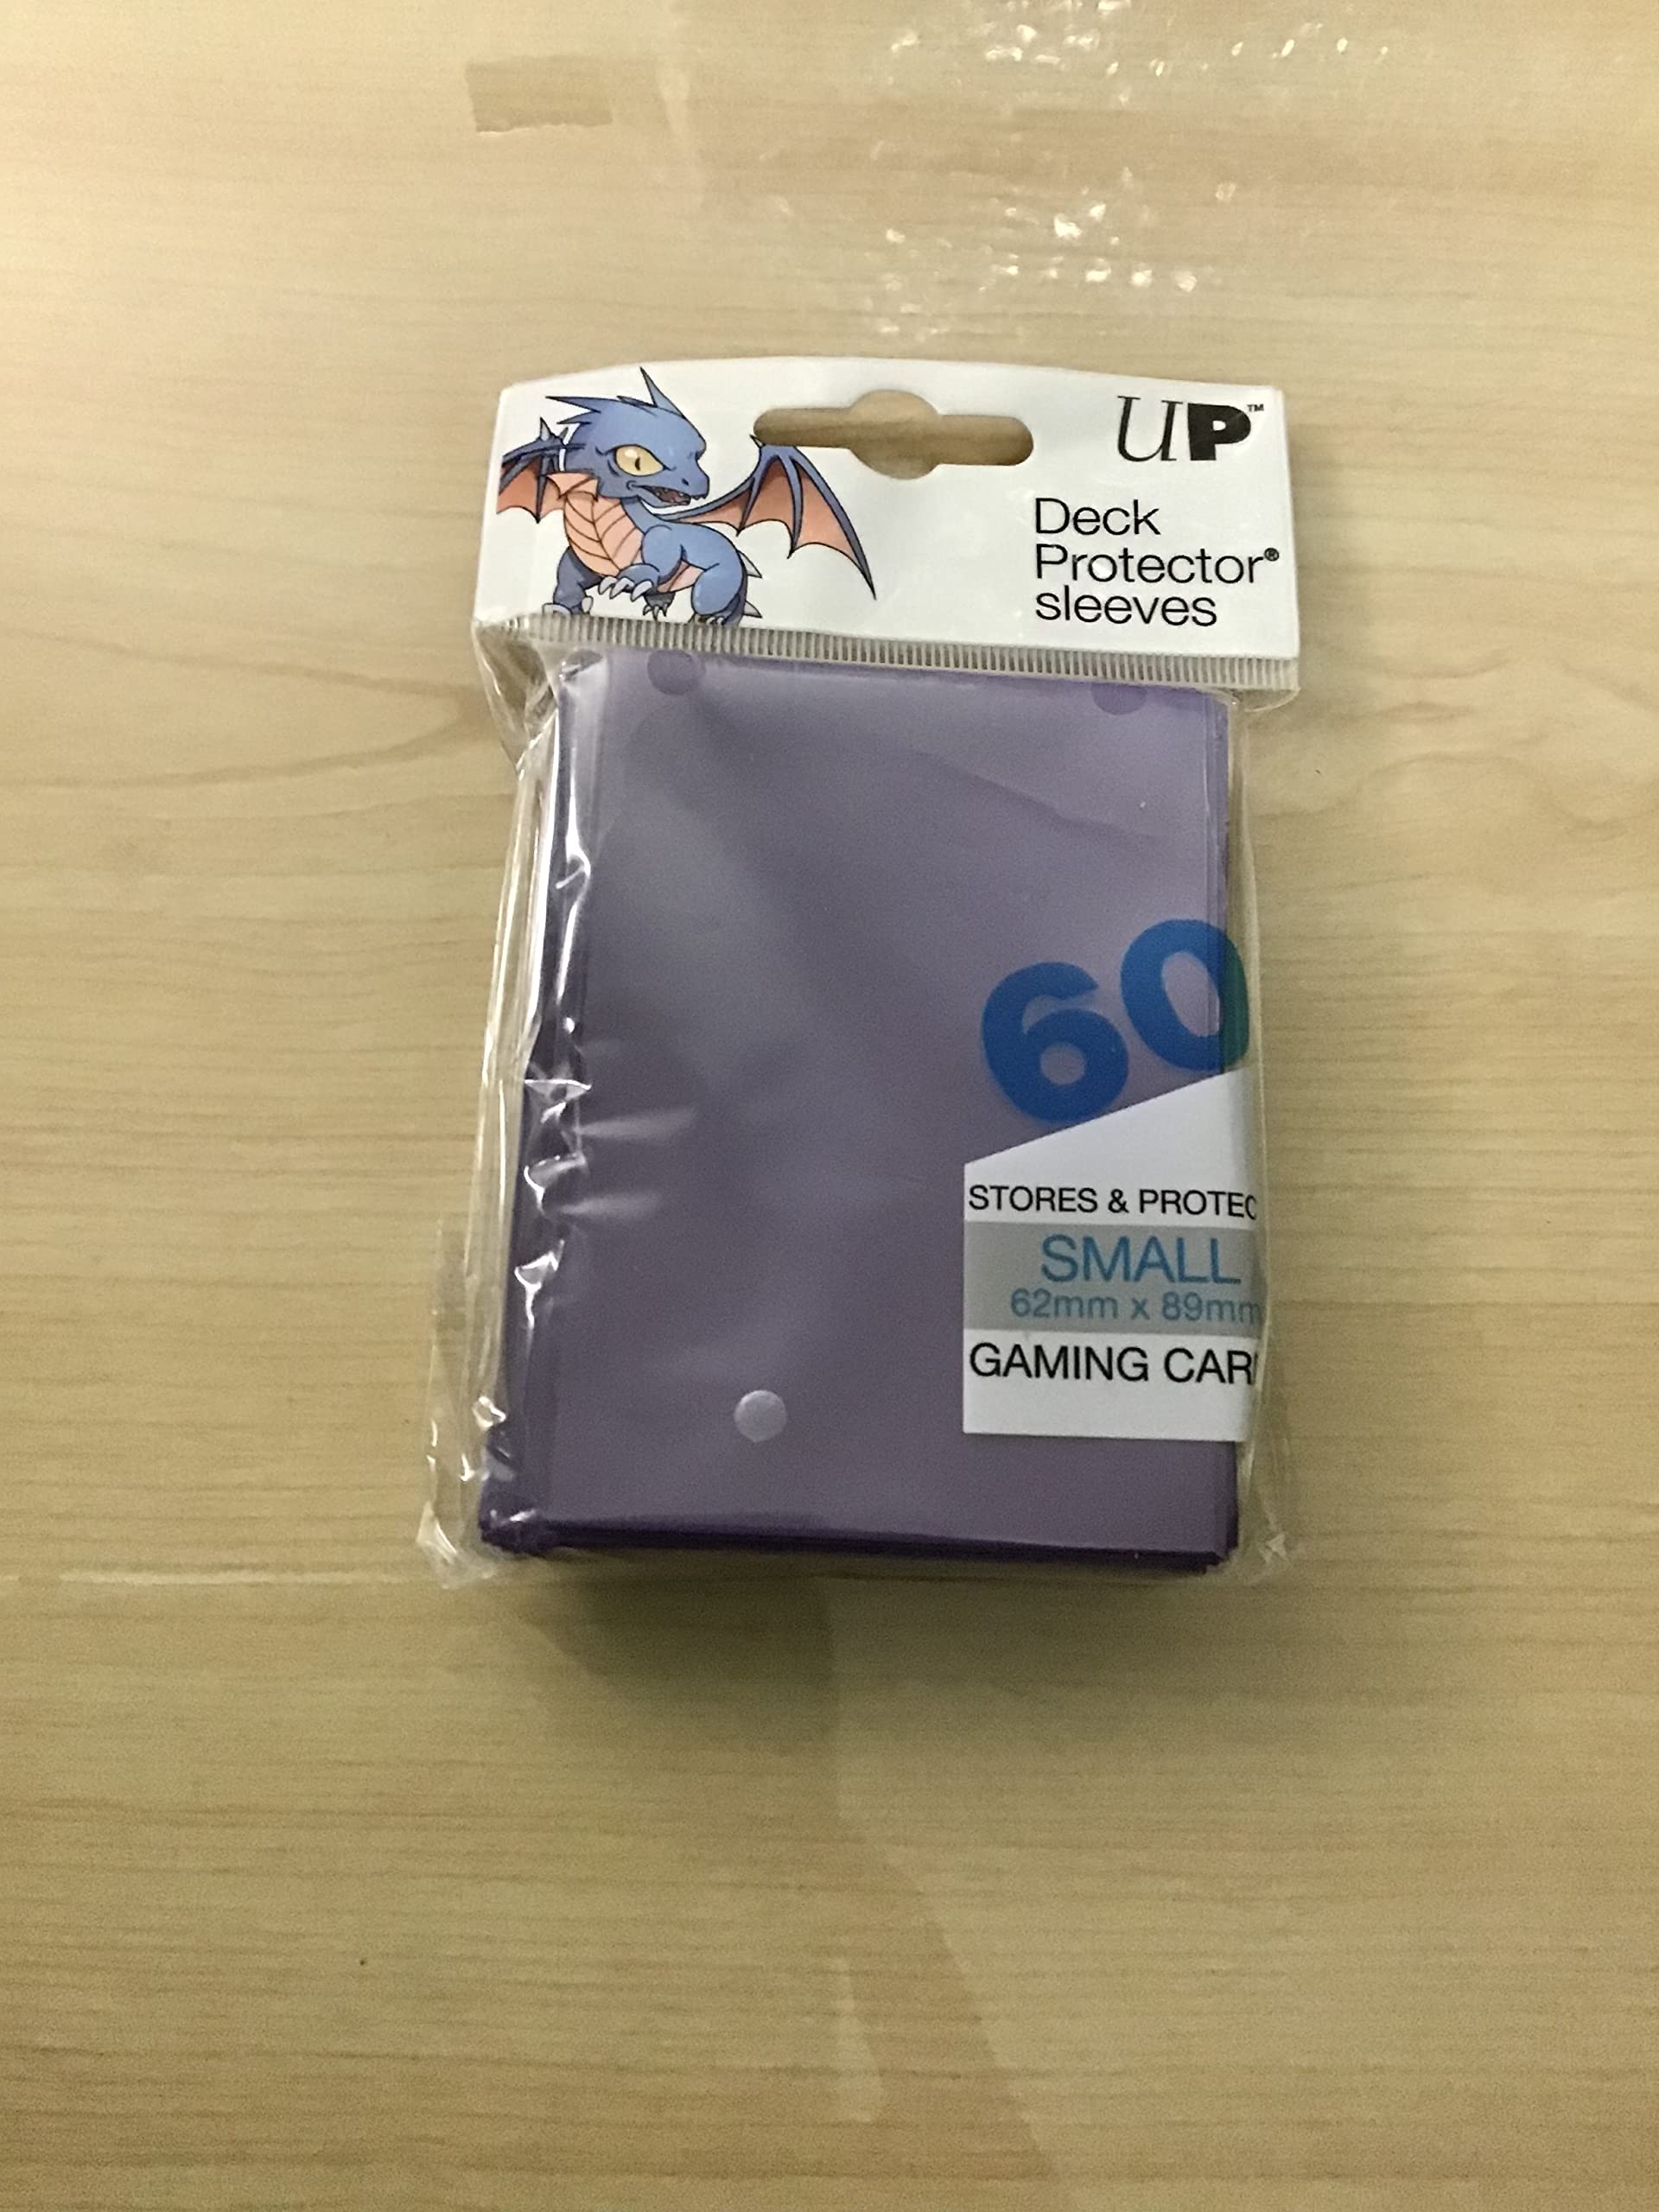 UP™
Deck
Protector®
sleeves
60
STORES & PROTEC
SMALL
62mm x 89mm
GAMING CAR